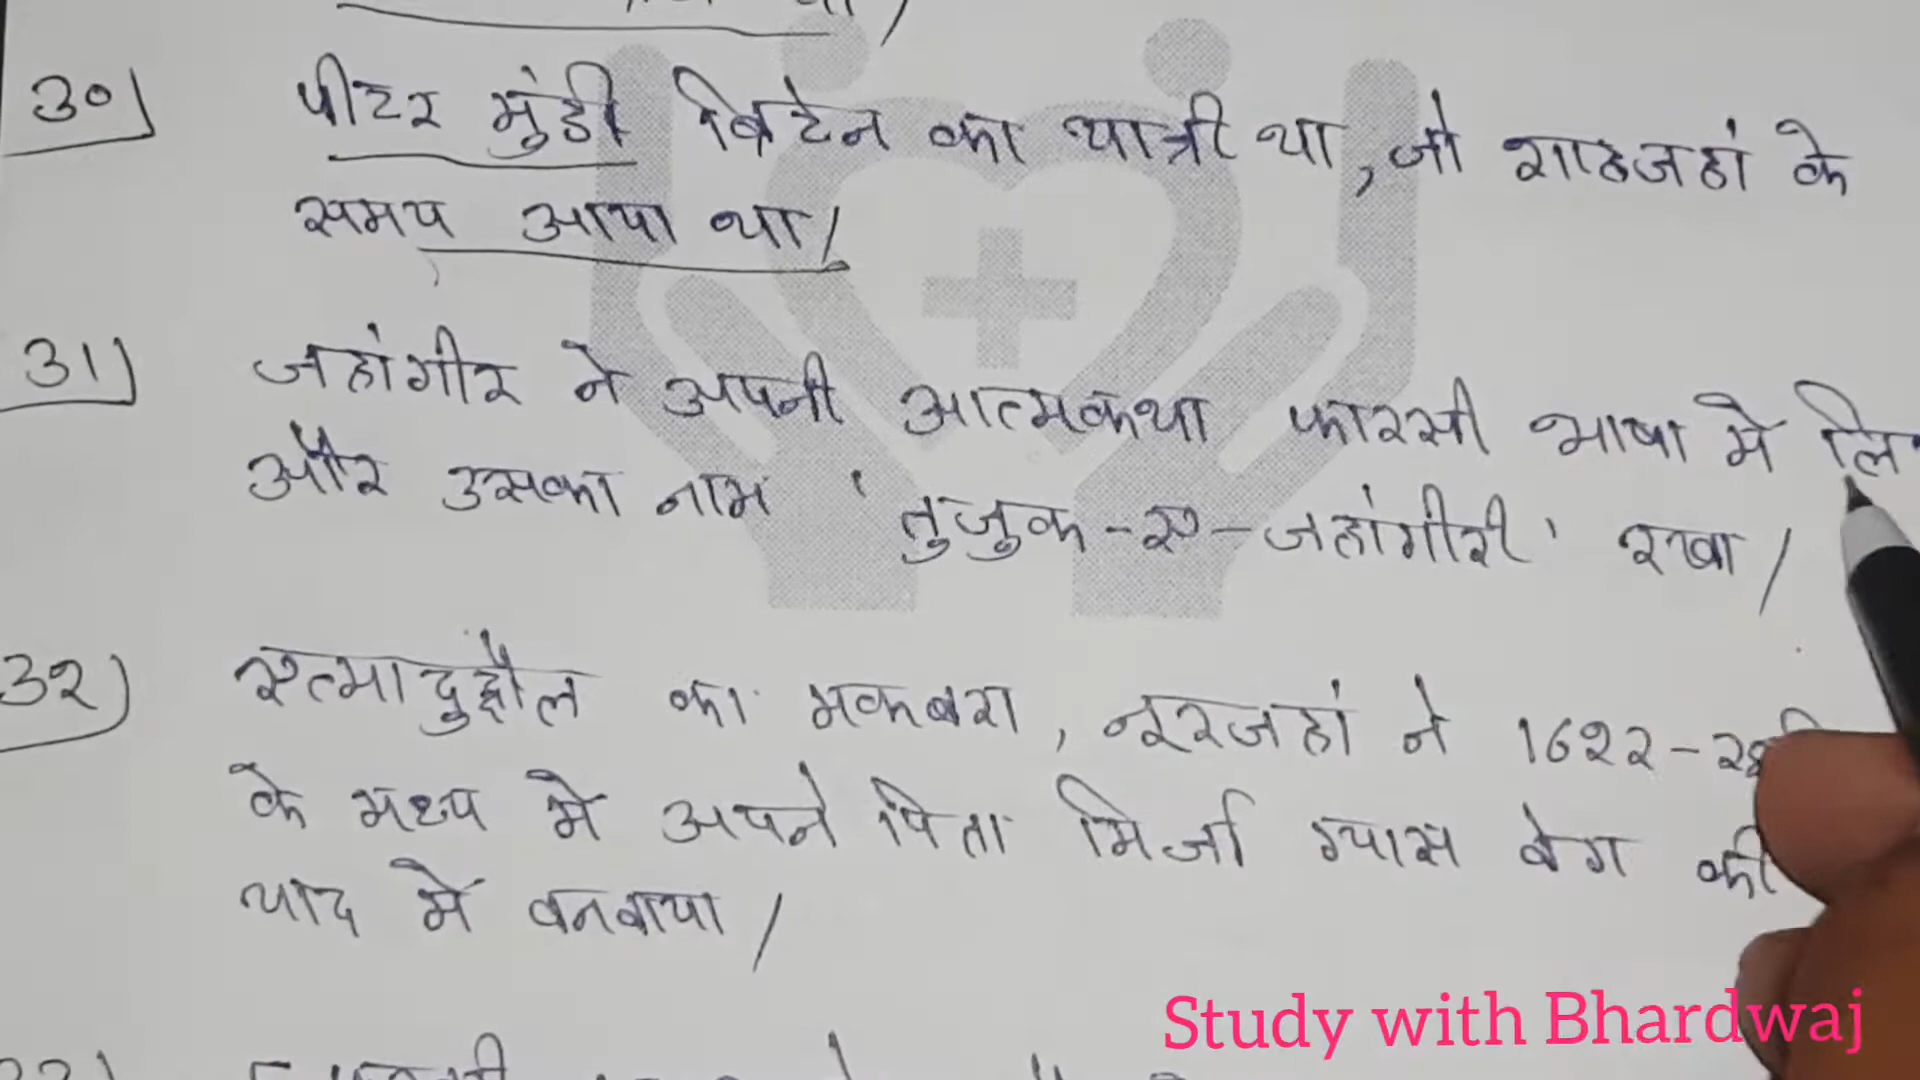 30) पीटर मुंडी ब्रिटेन का यात्री था, जो शाहजहां के
समय आया था।
31) जहांगीर ने अपनी आत्मकथा फारसी भाषा मे
और उसका नाम 'तुजुक-ए-जहांगीरी' रखा।
32) एत्मादुद्दौल का मकबरा, नूरजहां ने 1622-28
के मध्य मे अपने पिता मिर्जा ग्यास बेग की
याद में बनवाया।
Study with Bhardwaj